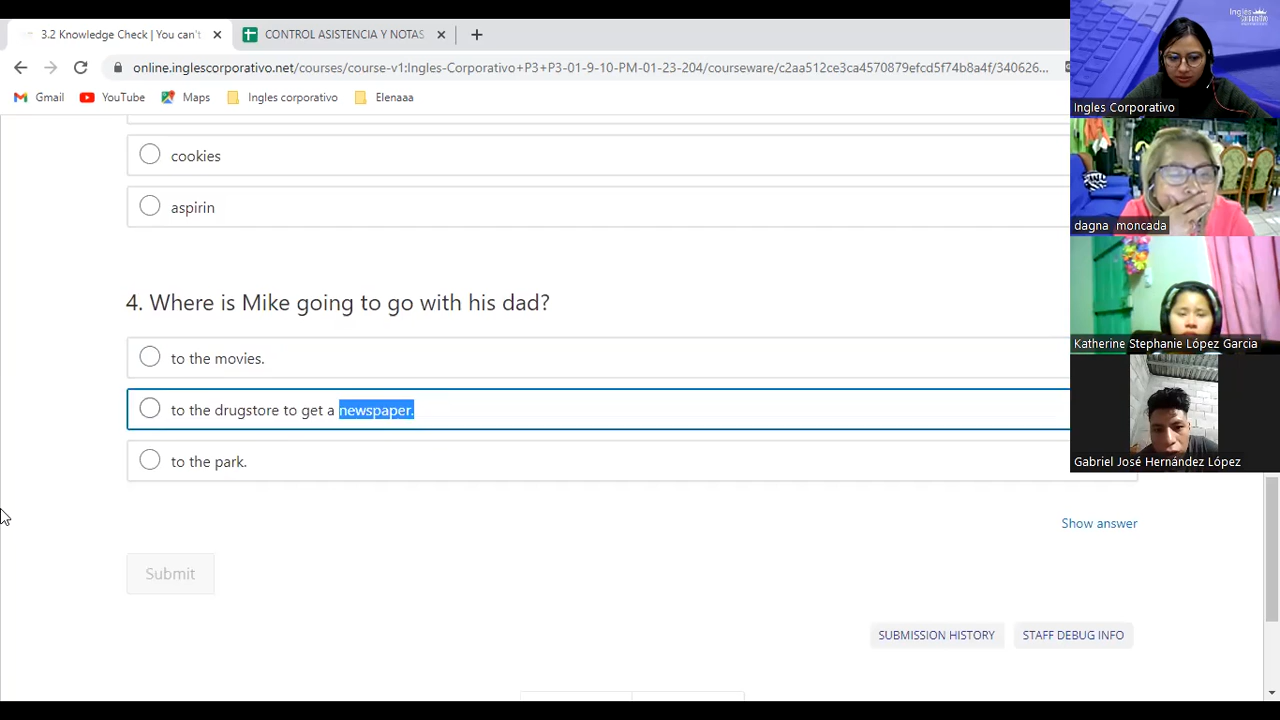 3.2 Knowledge Check | You can't
CONTROL ASISTENCIA Y NOTAS
online.inglescorporativo.net/courses/course-v1:Ingles-Con
+P3+P3-01-9-10-PM-01-23-204/courseware/c2aa512ce3ca4570879efcd5f74b8a4f/340626...
Gmail
YouTube
Maps
Ingles corporativo
Elenaaa
cookies
aspirin
4. Where is Mike going to go with his dad?
to the movies.
to the drugstore to get a newspaper.
to the park.
Show answer
Submit
SUBMISSION HISTORY
STAFF DEBUG INFO
Ingles Corporativo
dagna moncada
Katherine Stephanie López Garcia
Gabriel José Hernández López